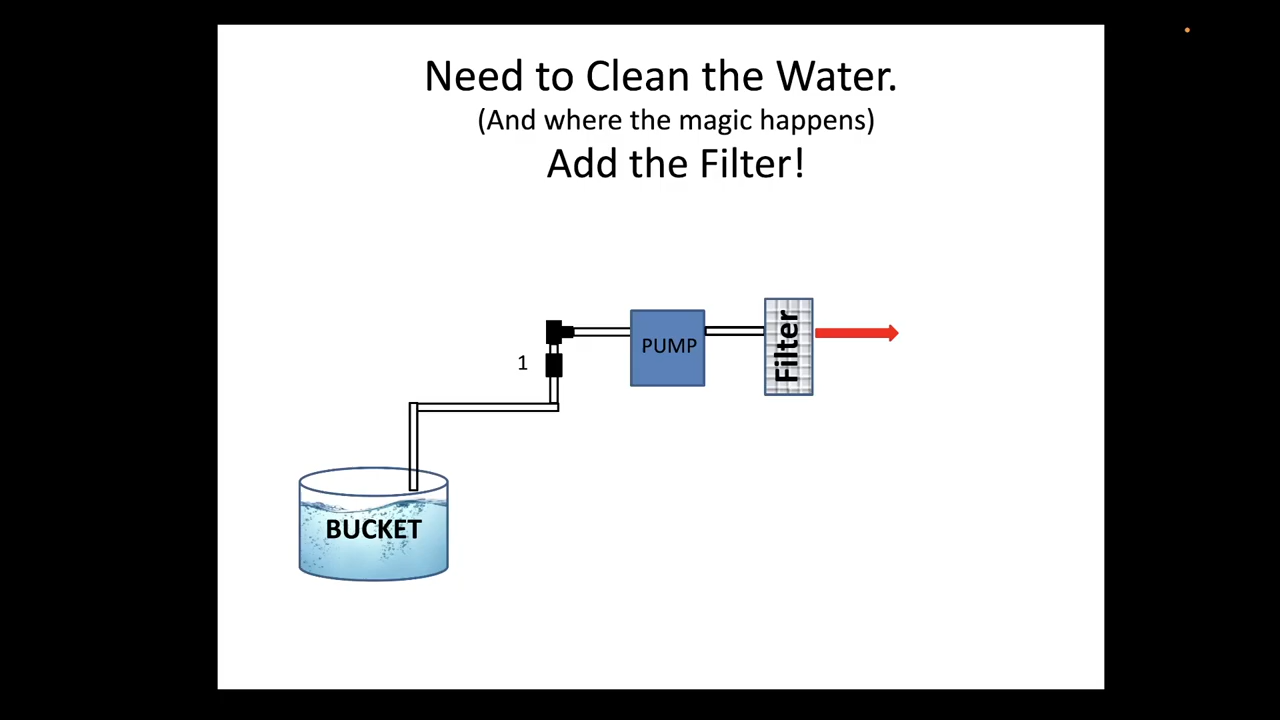 Need to Clean the Water.
(And where the magic happens)
Add the Filter!
Filter
PUMP
1
BUCKET